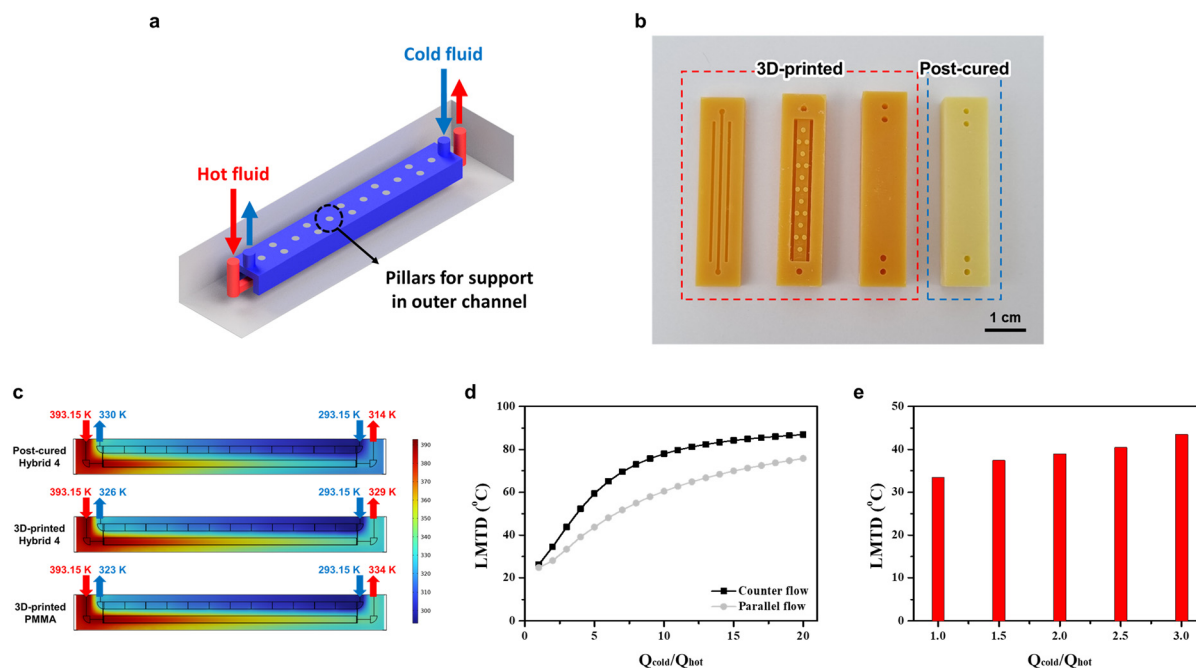 a
Cold fluid
Hot fluid
Pillars for support
in outer channel
b
3D-printed
Post-cured
1 cm
c
393.15 K 330 K 293.15 K 314 K
Post-cured
Hybrid 4
393.15 K 326 K 293.15 K 329 K
3D-printed
Hybrid 4
393.15 K 323 K 293.15 K 334 K
3D-printed
PMMA
390
380
370
360
350
340
330
320
310
300
d
LMTD (°C)
100
80
60
40
20
0
Counter flow
Parallel flow
0 5 10 15 20
Qcold/Qhot
e
LMTD (°C)
50
40
30
20
10
0
1.0 1.5 2.0 2.5 3.0
Qcold/Qhot